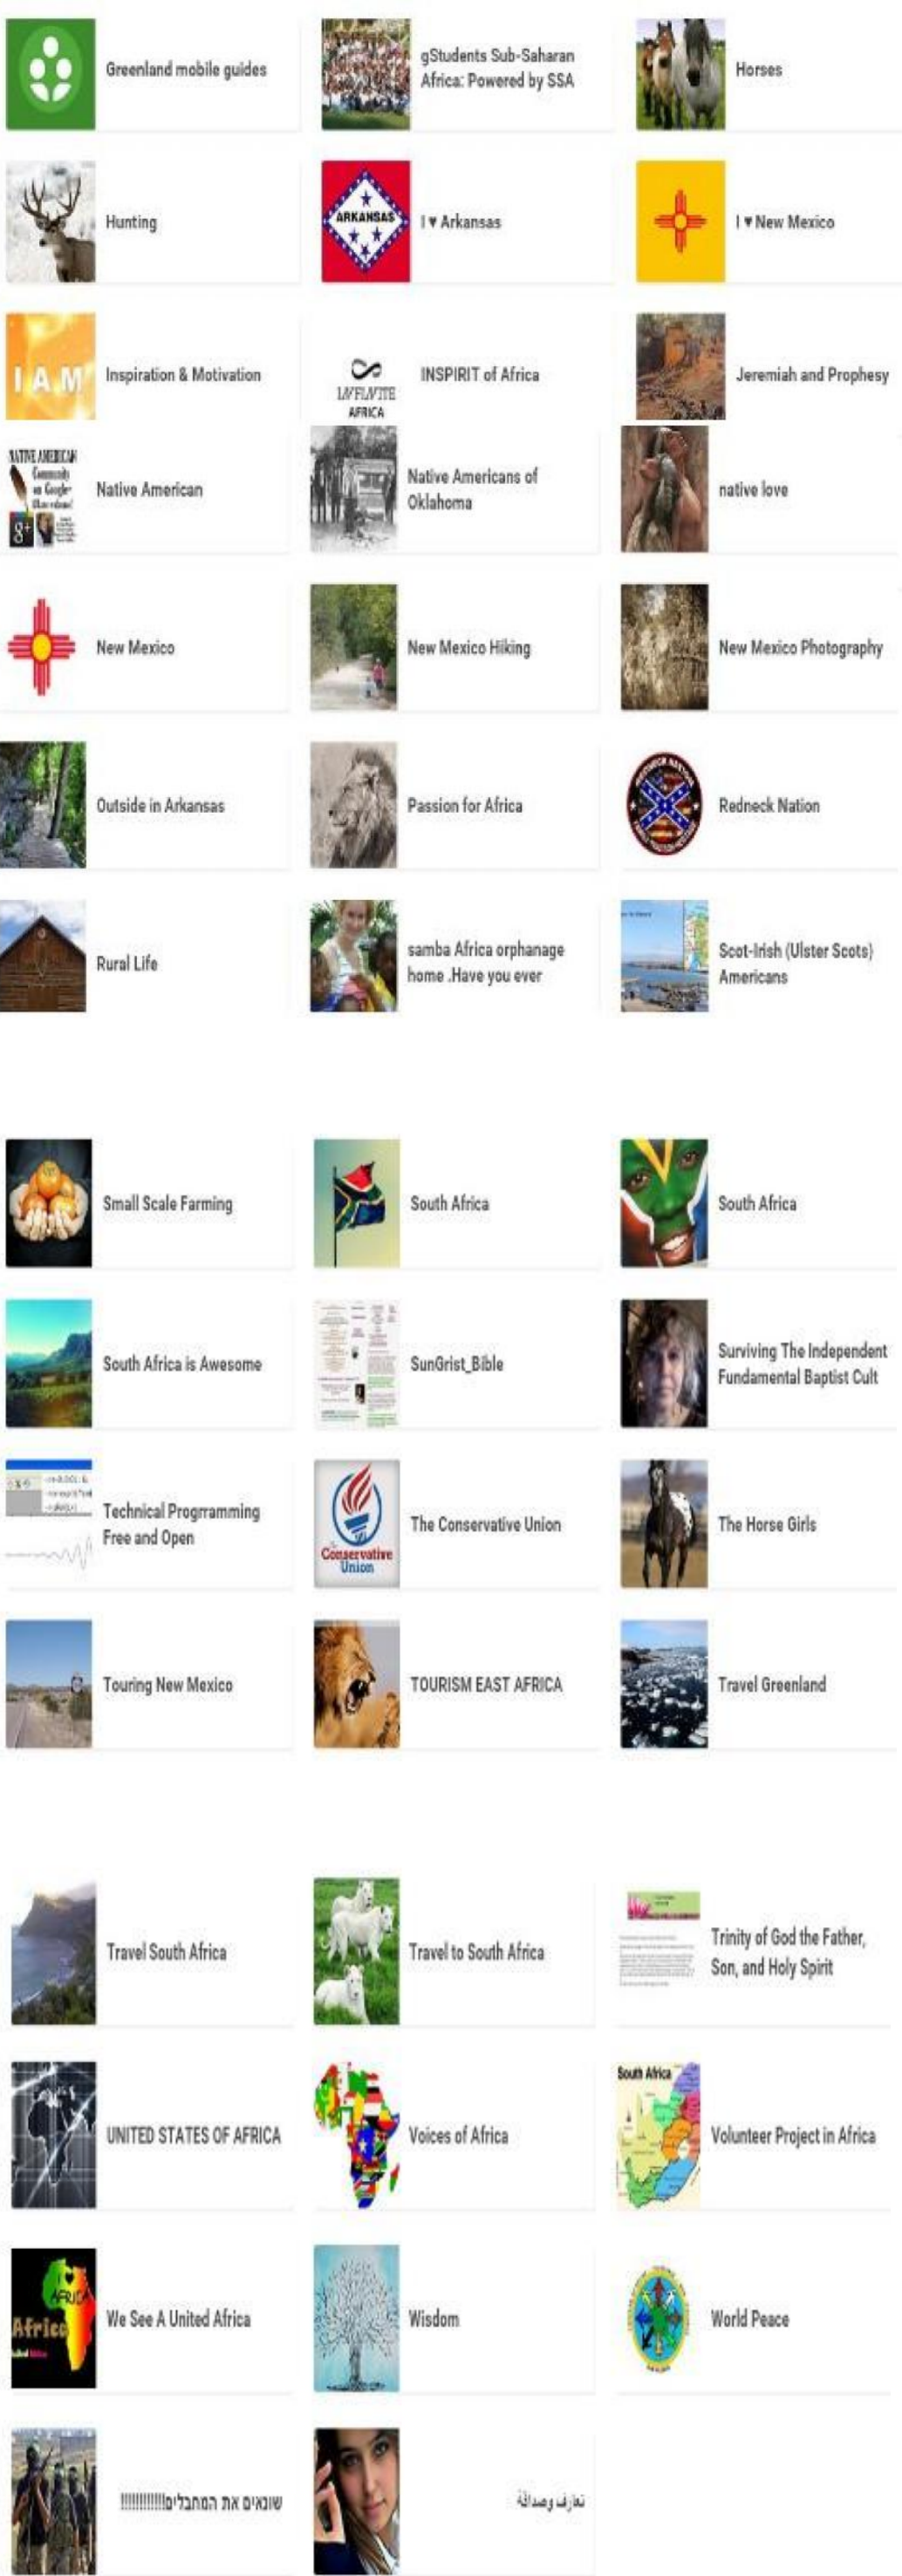 Greenland mobile guides
gStudents Sub-Saharan
Africa: Powered by SSA
Horses
Hunting
ARKANSAS
I ♥ Arkansas
I ♥ New Mexico
I A M
Inspiration & Motivation
AFRICA
INSPIRIT of Africa
Jeremiah and Prophesy
NATIVE AMERICAN
Community
on Google+
g+
Native American
Native Americans of
Oklahoma
native love
New Mexico
New Mexico Hiking
New Mexico Photography
Outside in Arkansas
Passion for Africa
Redneck Nation
Rural Life
samba Africa orphanage
home .Have you ever
Scot-Irish (Ulster Scots)
Americans
Small Scale Farming
South Africa
South Africa
South Africa is Awesome
SunGrist_Bible
Surviving The Independent
Fundamental Baptist Cult
Technical Progrramming
Free and Open
The
Conservative
Union
The Conservative Union
The Horse Girls
Touring New Mexico
TOURISM EAST AFRICA
Travel Greenland
Travel South Africa
Travel to South Africa
Trinity of God the Father,
Son, and Holy Spirit
UNITED STATES OF AFRICA
Voices of Africa
South Africa
Volunteer Project in Africa
I ♥
AFRICA
Africa
We See A United Africa
Wisdom
World Peace
שונאים את המחבלים!!!!!!!!!!!!
تعارف وصداقة